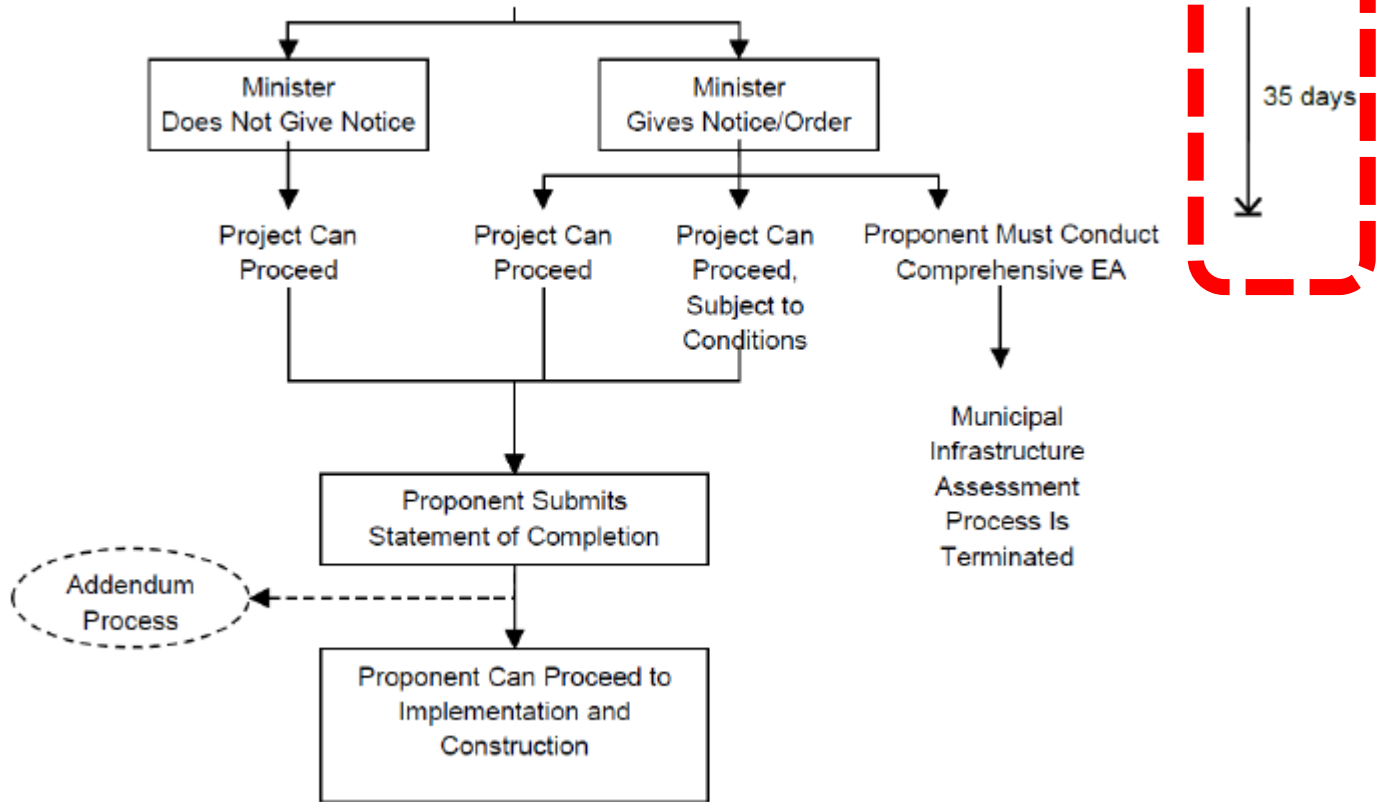 Minister
Does Not Give Notice
Minister
Gives Notice/Order
35 days
Project Can
Proceed
Project Can
Proceed
Project Can
Proceed,
Subject to
Conditions
Proponent Must Conduct
Comprehensive EA
Municipal
Infrastructure
Assessment
Process Is
Terminated
Proponent Submits
Statement of Completion
Addendum
Process
Proponent Can Proceed to
Implementation and
Construction